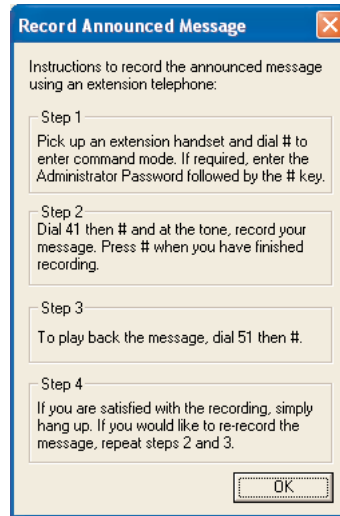 Record Announced Message
Instructions to record the announced message
using an extension telephone:
Step 1
Pick up an extension handset and dial # to
enter command mode. If required, enter the
Administrator Password followed by the # key.
Step 2
Dial 41 then # and at the tone, record your
message. Press # when you have finished
recording.
Step 3
To play back the message, dial 51 then #.
Step 4
If you are satisfied with the recording, simply
hang up. If you would like to re-record the
message, repeat steps 2 and 3.
OK